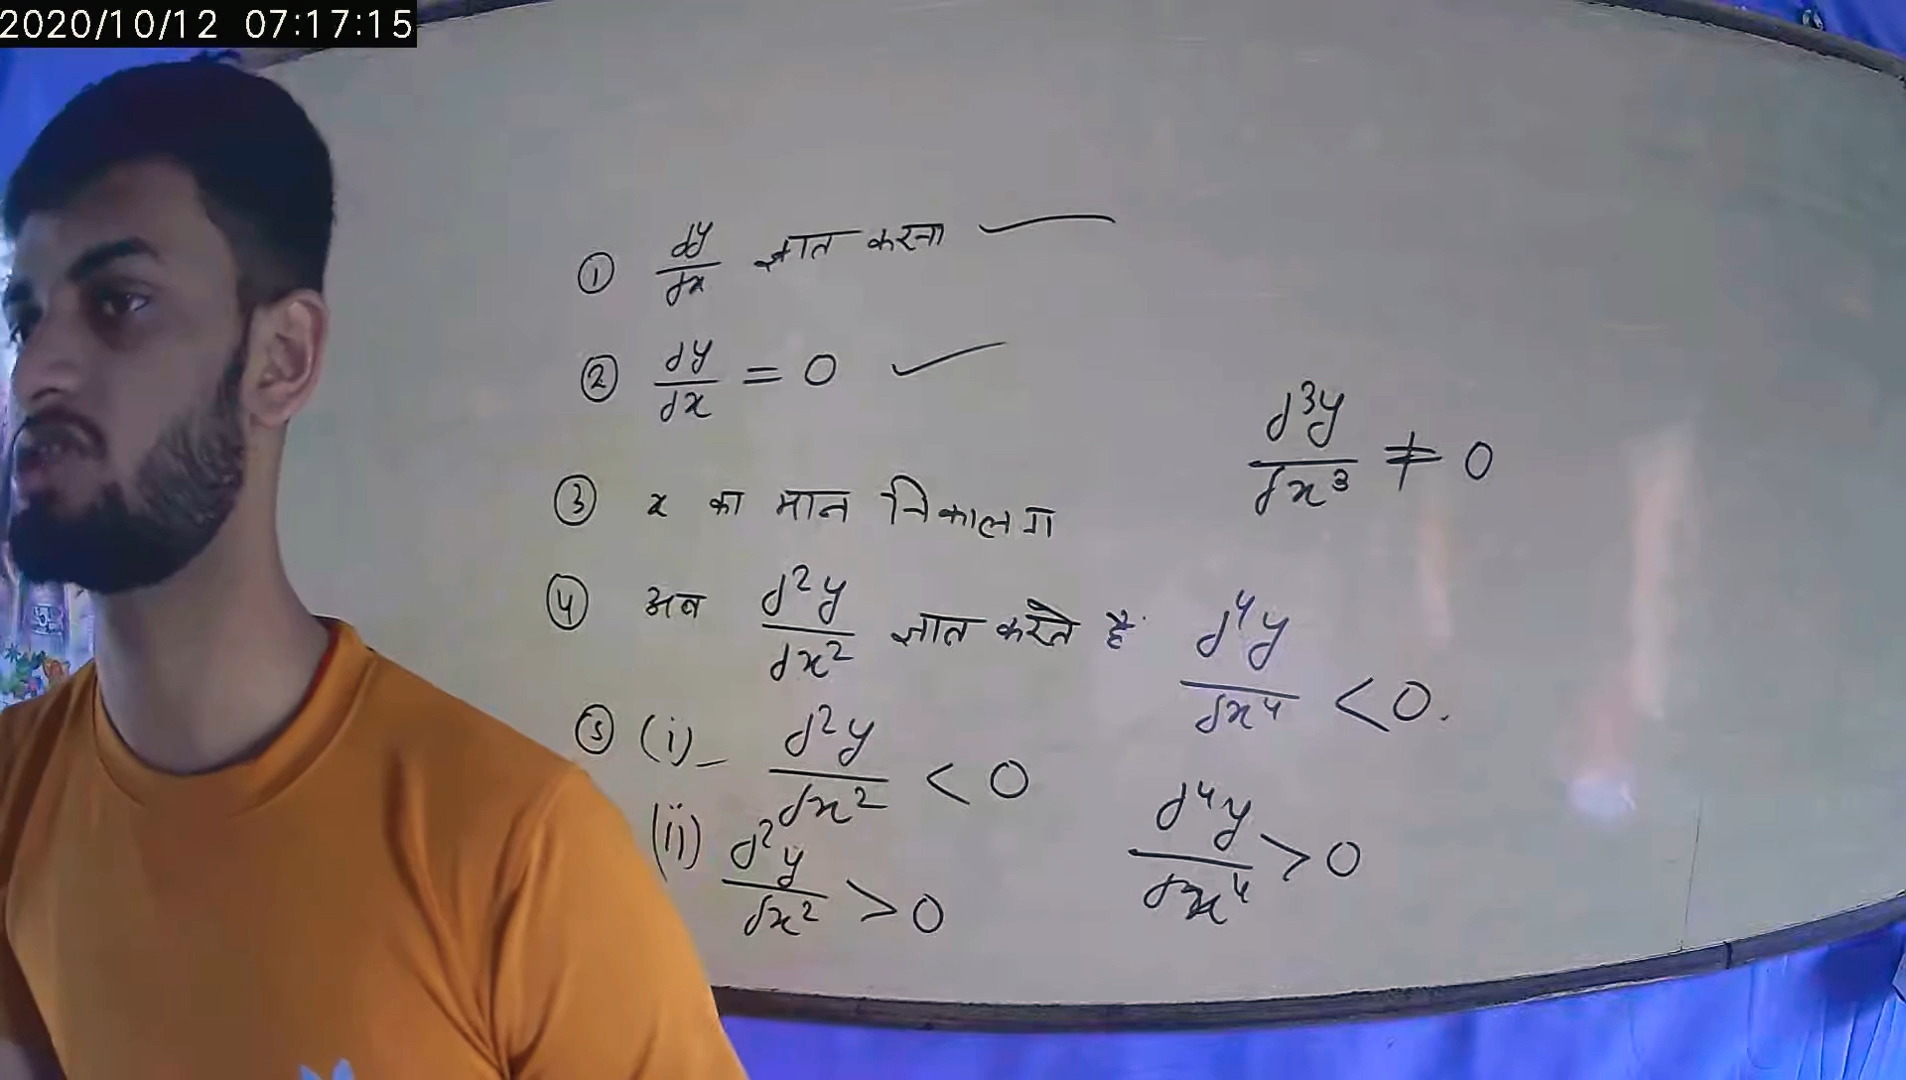 2020/10/12 07:17:15
① dy/dx ज्ञात करना
② dy/dx = 0 ✓
③ x का मान निकालना
④ अब d²y/dx² ज्ञात करते है
⑤ (i) – d²y/dx² < 0
(ii) d²y/dx² > 0
d³y/dx³ ≠ 0
d⁴y/dx⁴ < 0.
d⁴y/dx⁴ > 0